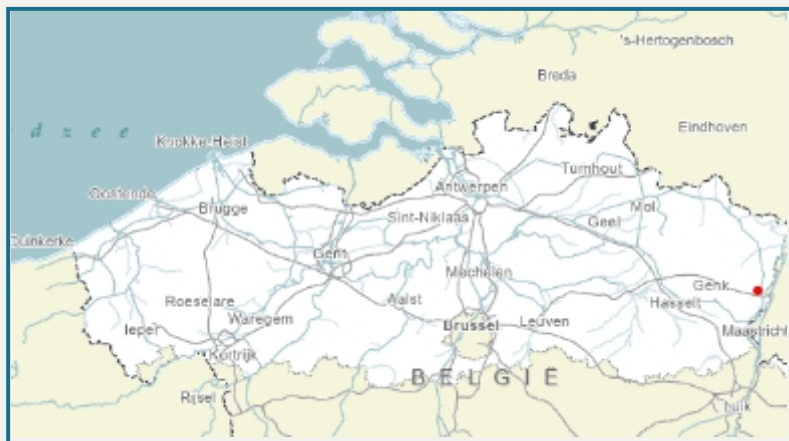 's-Hertogenbosch
Breda
d z e e
Eindhoven
Knokke-Heist
Turnhout
Antwerpen
Oostende
Mol
Brugge
Sint-Niklaas
Geel
Duinkerke
Gent
Mechelen
Genk
Roeselare
Aalst
Hasselt
Waregem
Ieper
Brussel
Leuven
Maastricht
Kortrijk
BELGIË
Rijsel
Luik